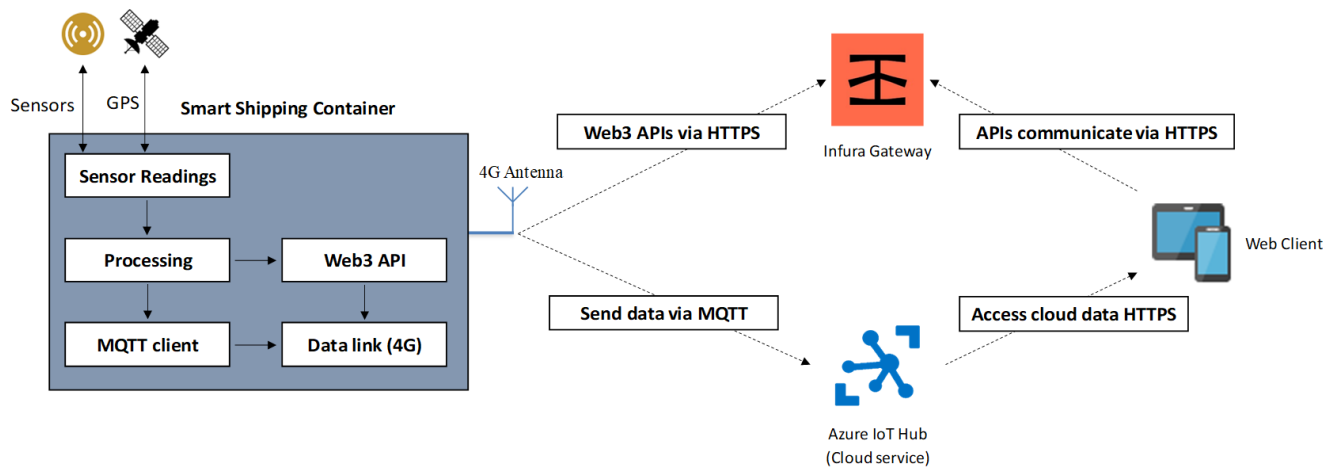 Sensors
GPS
Smart Shipping Container
Sensor Readings
Processing
Web3 API
MQTT client
Data link (4G)
4G Antenna
Web3 APIs via HTTPS
Infura Gateway
APIs communicate via HTTPS
Web Client
Send data via MQTT
Access cloud data HTTPS
Azure IoT Hub
(Cloud service)